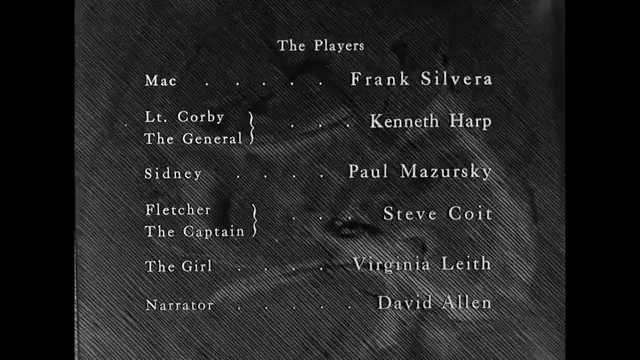 The Players
Mac . . . . . Frank Silvera
Lt. Corby
The General } . . . Kenneth Harp
Sidney . . . . Paul Mazursky
Fletcher
The Captain } . . . Steve Coit
The Girl . . . . Virginia Leith
Narrator . . . . . David Allen